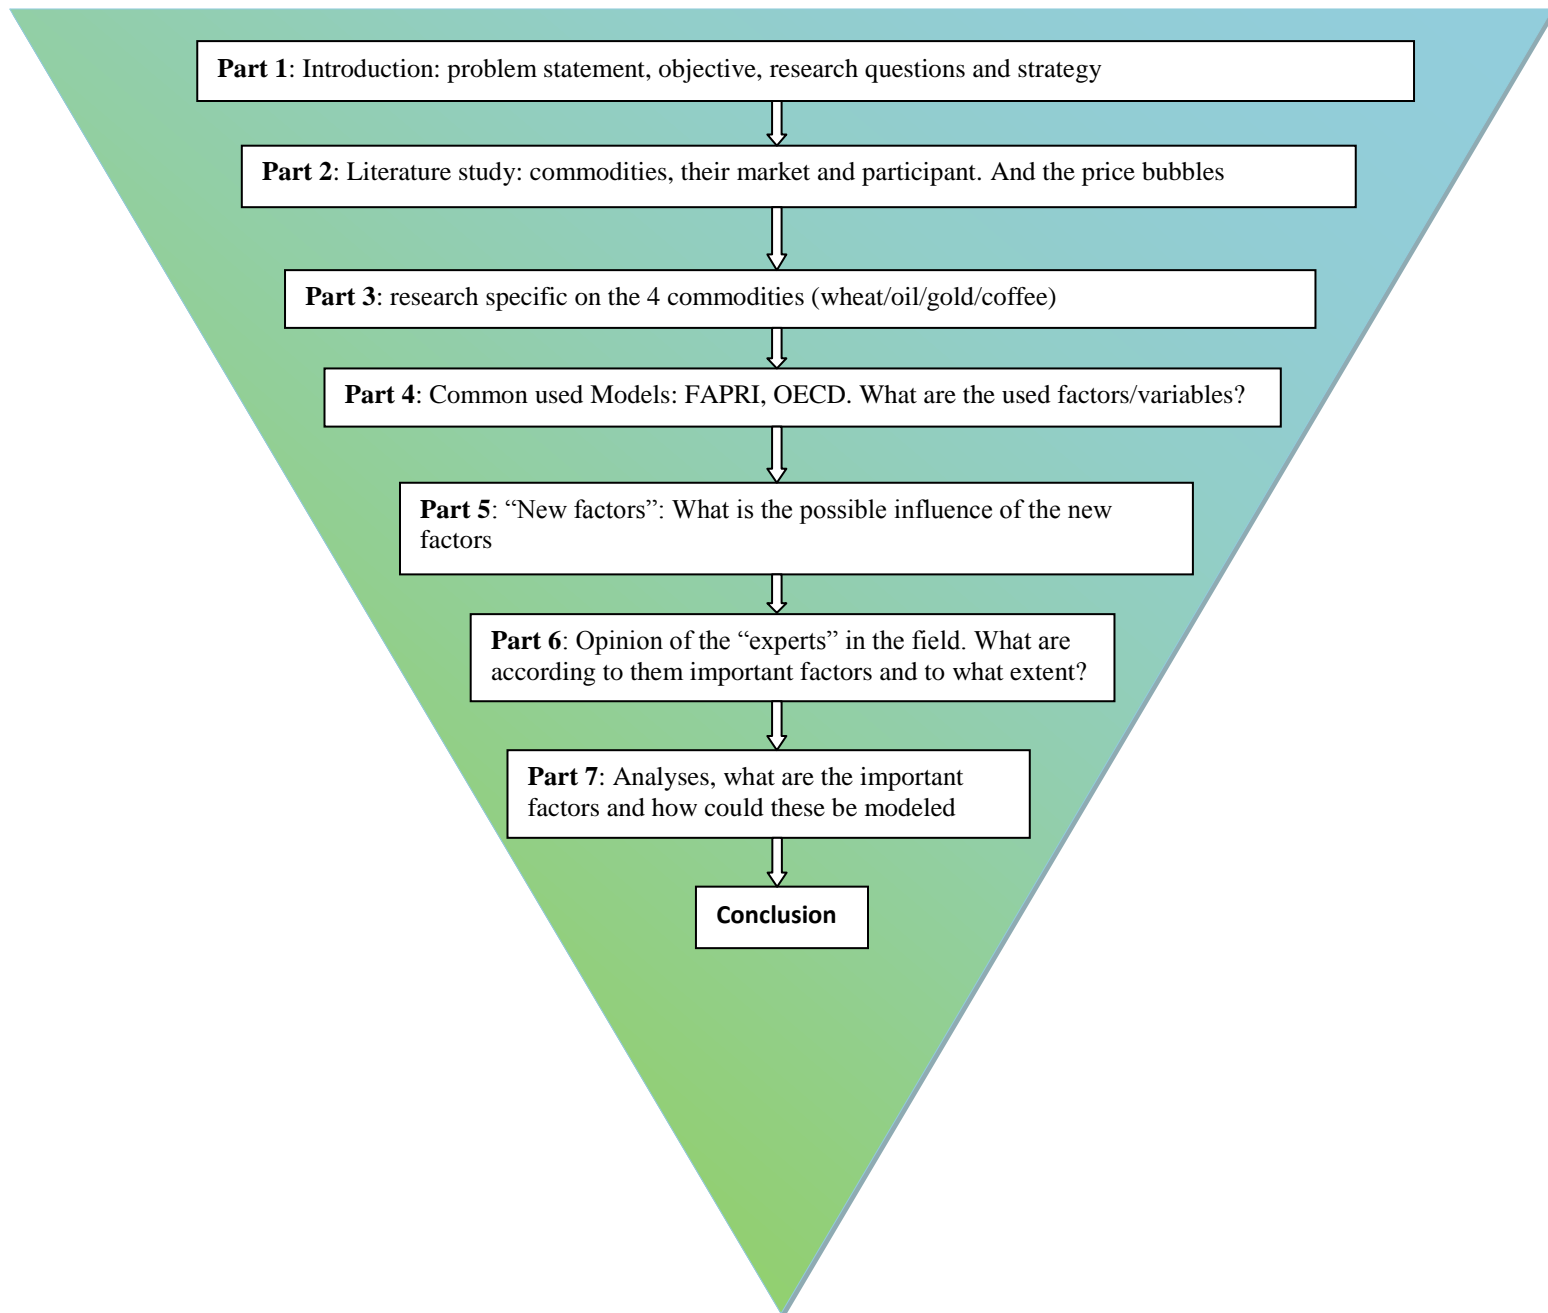 Part 1: Introduction: problem statement, objective, research questions and strategy
Part 2: Literature study: commodities, their market and participant. And the price bubbles
Part 3: research specific on the 4 commodities (wheat/oil/gold/coffee)
Part 4: Common used Models: FAPRI, OECD. What are the used factors/variables?
Part 5: “New factors”: What is the possible influence of the new
factors
Part 6: Opinion of the “experts” in the field. What are
according to them important factors and to what extent?
Part 7: Analyses, what are the important
factors and how could these be modeled
Conclusion